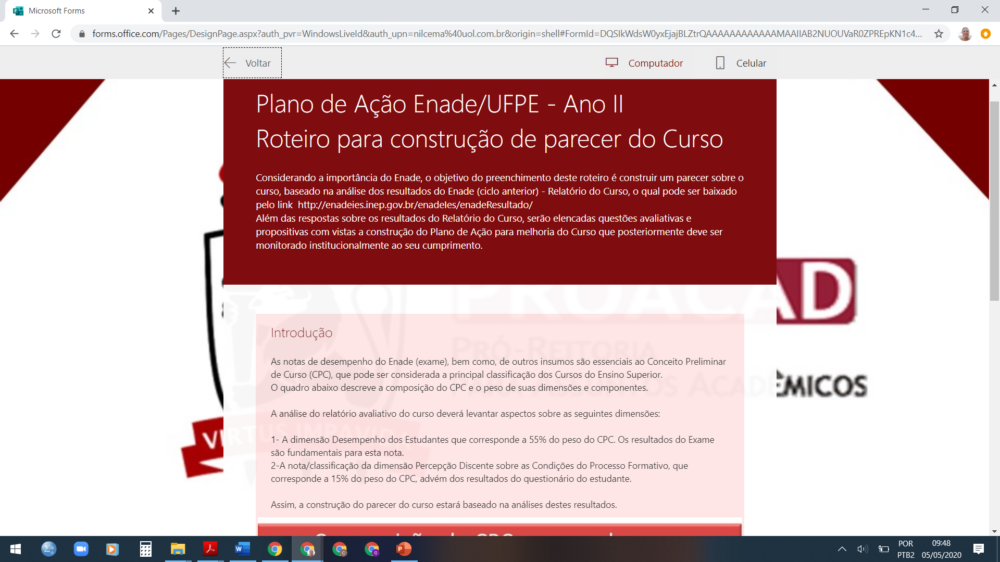 Microsoft Forms
forms.office.com/Pages/DesignPage.aspx?auth_pvr=WindowsLiveId&auth_upn=nilcema%40uol.com.br&origin=shell#FormId=DQSIkWdsW0yxEjajBLZtrQAAAAAAAAAAAAMAAIIAB2NUOUVaR0ZPREpKN1c4...
Voltar
Computador
Celular
Plano de Ação Enade/UFPE - Ano II
Roteiro para construção de parecer do Curso
Considerando a importância do Enade, o objetivo do preenchimento deste roteiro é construir um parecer sobre o
curso, baseado na análise dos resultados do Enade (ciclo anterior) - Relatório do Curso, o qual pode ser baixado
pelo link http://enadeies.inep.gov.br/enadeIes/enadeResultado/
Além das respostas sobre os resultados do Relatório do Curso, serão elencadas questões avaliativas e
propositivas com vistas a construção do Plano de Ação para melhoria do Curso que posteriormente deve ser
monitorado institucionalmente ao seu cumprimento.
PROACAD
PRÓ-REITORIA
PARA ASSUNTOS ACADÊMICOS
VIRTUS IMPAVIDA
Introdução
As notas de desempenho do Enade (exame), bem como, de outros insumos são essenciais ao Conceito Preliminar
de Curso (CPC), que pode ser considerada a principal classificação dos Cursos do Ensino Superior.
O quadro abaixo descreve a composição do CPC e o peso de suas dimensões e componentes.
A análise do relatório avaliativo do curso deverá levantar aspectos sobre as seguintes dimensões:
1- A dimensão Desempenho dos Estudantes que corresponde a 55% do peso do CPC. Os resultados do Exame
são fundamentais para esta nota.
2-A nota/classificação da dimensão Percepção Discente sobre as Condições do Processo Formativo, que
corresponde a 15% do peso do CPC, advém dos resultados do questionário do estudante.
Assim, a construção do parecer do curso estará baseado na análises destes resultados.
POR
PTB2
09:48
05/05/2020